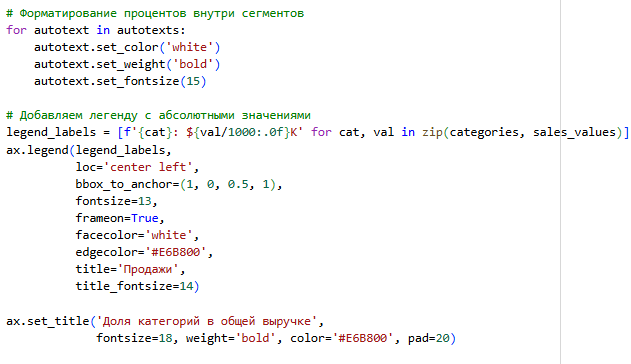 # Форматирование процентов внутри сегментов
for autotext in autotexts:
    autotext.set_color('white')
    autotext.set_weight('bold')
    autotext.set_fontsize(15)

# Добавляем легенду с абсолютными значениями
legend_labels = [f'{cat}: ${val/1000:.0f}K' for cat, val in zip(categories, sales_values)]
ax.legend(legend_labels,
          loc='center left',
          bbox_to_anchor=(1, 0, 0.5, 1),
          fontsize=13,
          frameon=True,
          facecolor='white',
          edgecolor='#E6B800',
          title='Продажи',
          title_fontsize=14)

ax.set_title('Доля категорий в общей выручке',
             fontsize=18, weight='bold', color='#E6B800', pad=20)